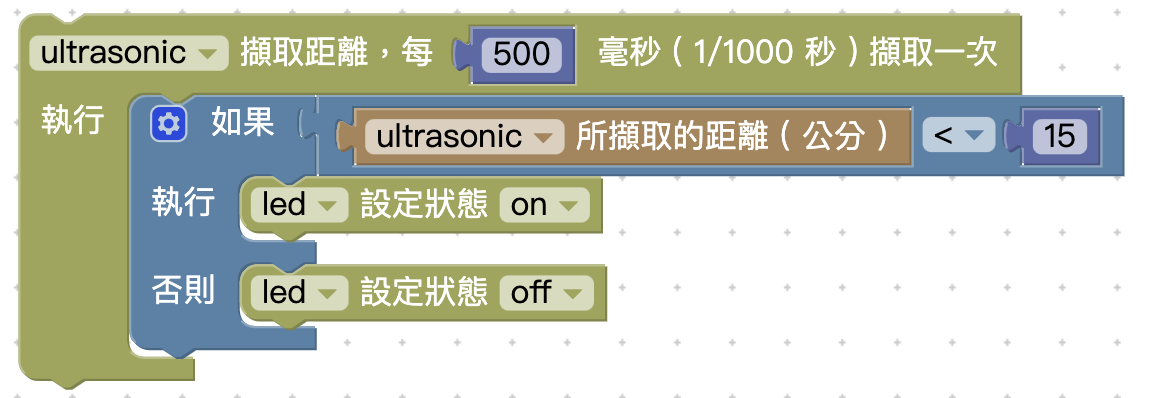 ultrasonic 擷取距離，每 500 毫秒（1/1000 秒）擷取一次
執行 如果 ultrasonic 所擷取的距離（公分） < 15
執行 led 設定狀態 on
否則 led 設定狀態 off